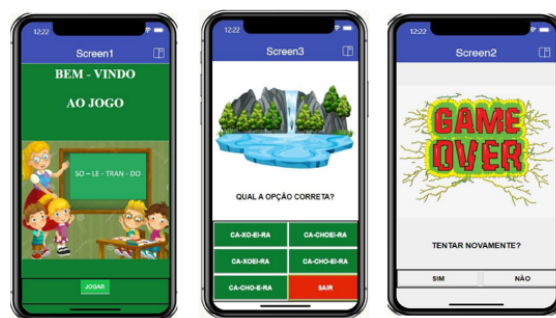 12:22
Screen1
BEM - VINDO
AO JOGO
SO – LE - TRAN - DO
JOGAR
12:22
Screen3
QUAL A OPÇÃO CORRETA?
CA-XO-EI-RA CA-CHOEI-RA
CA-XOEI-RA CA-CHO-EI-RA
CA-CHO-E-RA SAIR
12:22
Screen2
GAME
OVER
TENTAR NOVAMENTE?
SIM NÃO